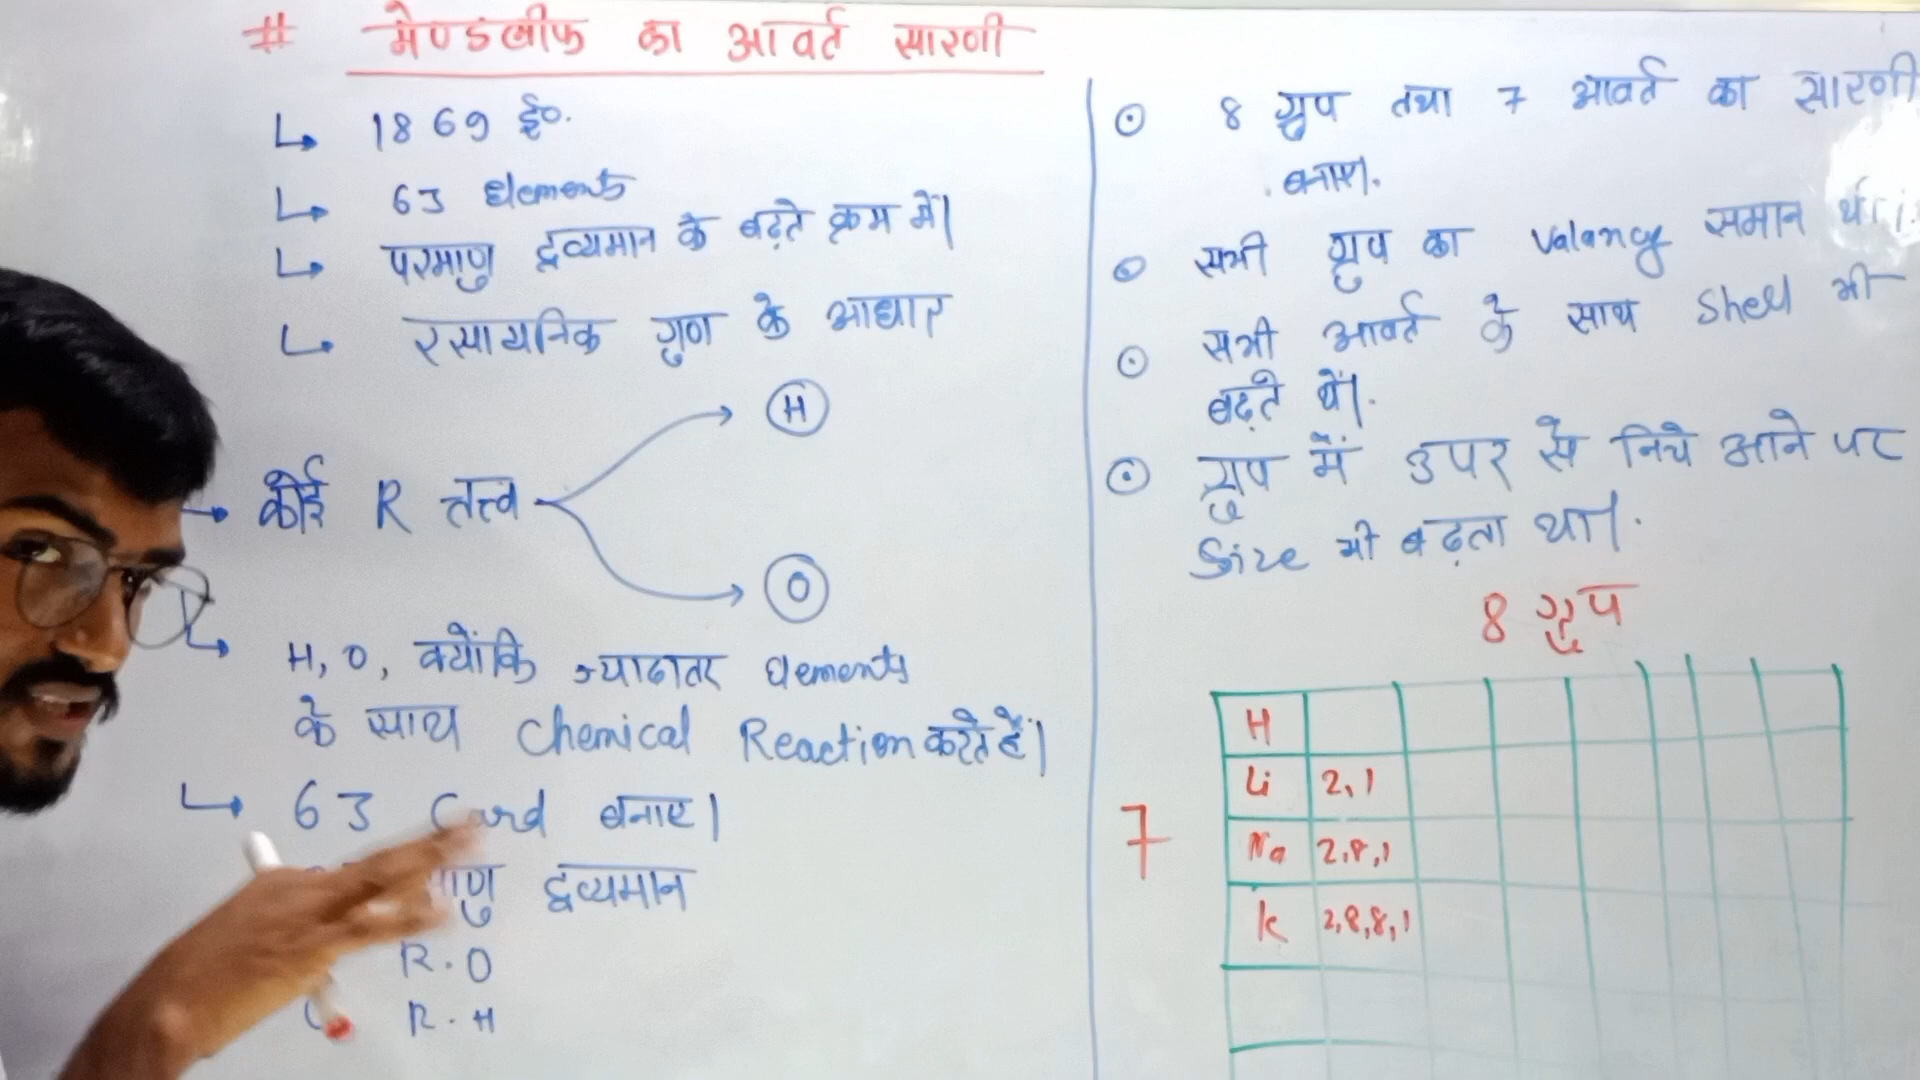 # मेण्डलीफ का आवर्त सारणी
↳ 1869 ई०.
↳ 63 Elements
↳ परमाणु द्रव्यमान के बढ़ते क्रम में।
↳ रसायनिक गुण के आधार
H
कोई R तत्त्व
O
↳ H, O, क्योंकि ज्यादातर Elements
के साथ Chemical Reaction करते हैं।
↳ 63 Card बनाए।
द्रव्यमान
R.O
R.H
8 ग्रुप तथा 7 आवर्त का सारणी
बनाए.
सभी ग्रुप का Valancy समान था।
सभी आवर्त के साथ Shell भी
बढ़ते थें।.
ग्रुप में उपर से निचे आने पर
Size भी बढ़ता था।.
8 ग्रुप
7
H
Li 2,1
Na 2,8,1
K 2,8,8,1